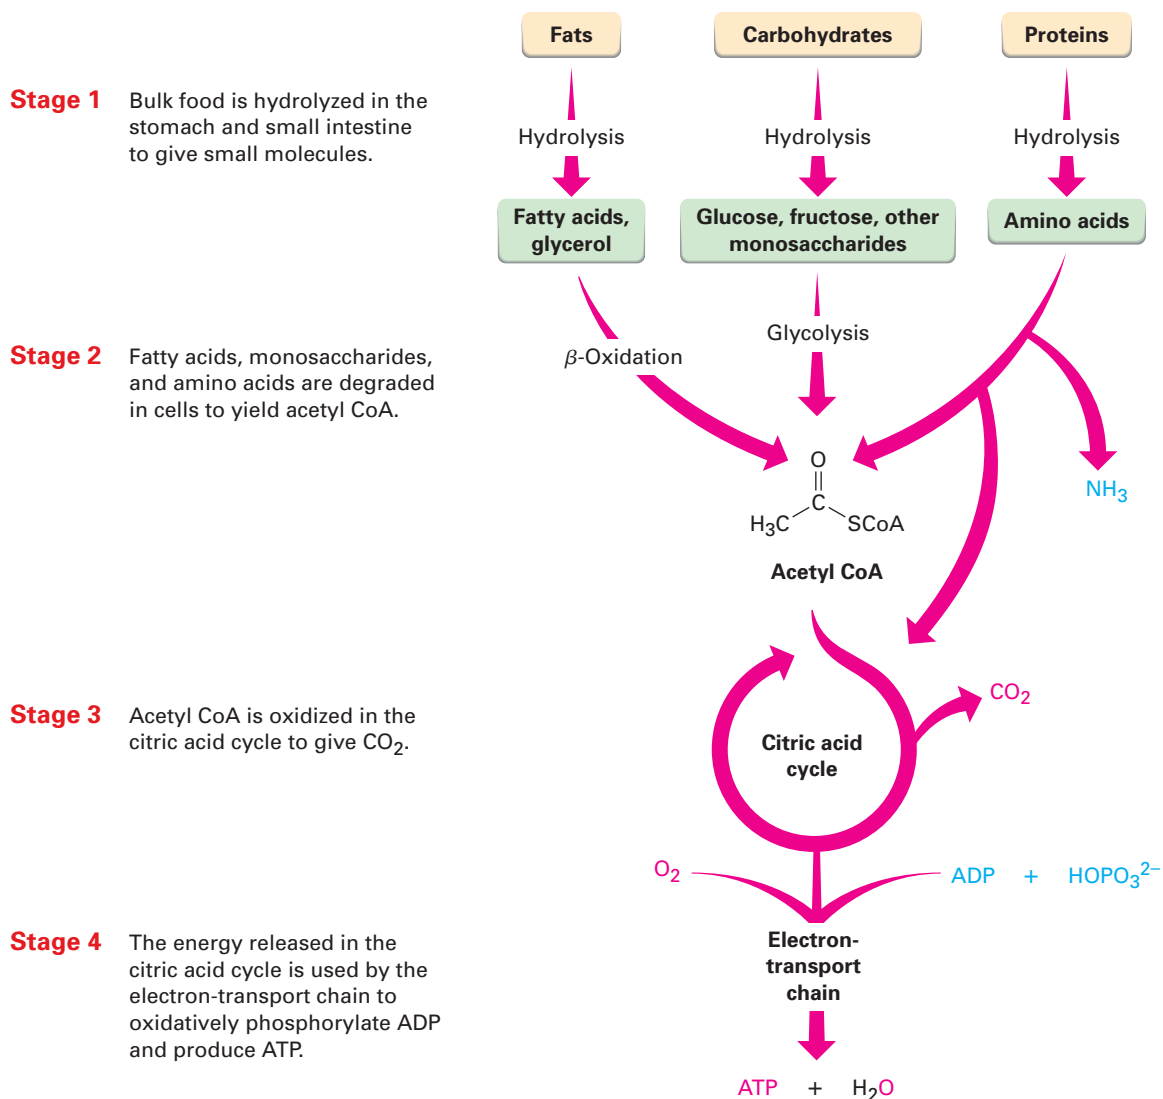 Fats
Carbohydrates
Proteins
Stage 1
Bulk food is hydrolyzed in the
stomach and small intestine
to give small molecules.
Hydrolysis
Hydrolysis
Hydrolysis
Fatty acids,
glycerol
Glucose, fructose, other
monosaccharides
Amino acids
Stage 2
Fatty acids, monosaccharides,
and amino acids are degraded
in cells to yield acetyl CoA.
β-Oxidation
Glycolysis
NH₃
O
C
H₃C
SCoA
Acetyl CoA
Stage 3
Acetyl CoA is oxidized in the
citric acid cycle to give CO₂.
CO₂
Citric acid
cycle
O₂
ADP + HOPO₃²⁻
Stage 4
The energy released in the
citric acid cycle is used by the
electron-transport chain to
oxidatively phosphorylate ADP
and produce ATP.
Electron-
transport
chain
ATP + H₂O